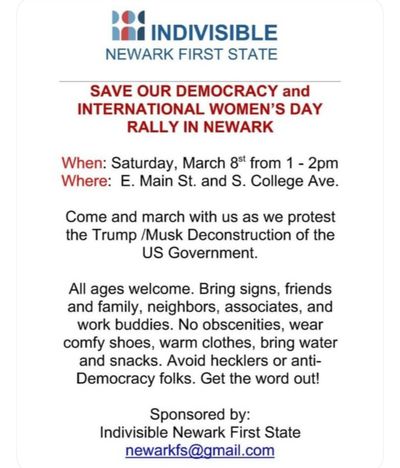 INDIVISIBLE
NEWARK FIRST STATE
SAVE OUR DEMOCRACY and
INTERNATIONAL WOMEN'S DAY
RALLY IN NEWARK
When: Saturday, March 8st from 1 - 2pm
Where: E. Main St. and S. College Ave.
Come and march with us as we protest
the Trump /Musk Deconstruction of the
US Government.
All ages welcome. Bring signs, friends
and family, neighbors, associates, and
work buddies. No obscenities, wear
comfy shoes, warm clothes, bring water
and snacks. Avoid hecklers or anti-
Democracy folks. Get the word out!
Sponsored by:
Indivisible Newark First State
newarkfs@gmail.com